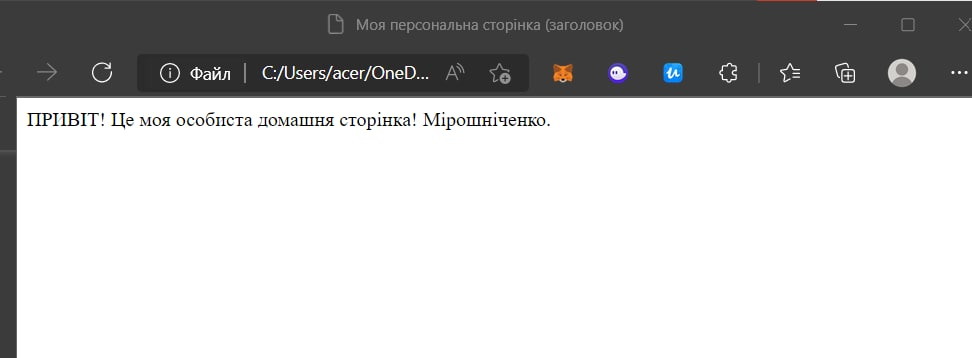 Моя персональна сторінка (заголовок)
Файл | C:/Users/acer/OneD...
ПРИВІТ! Це моя особиста домашня сторінка! Мірошніченко.